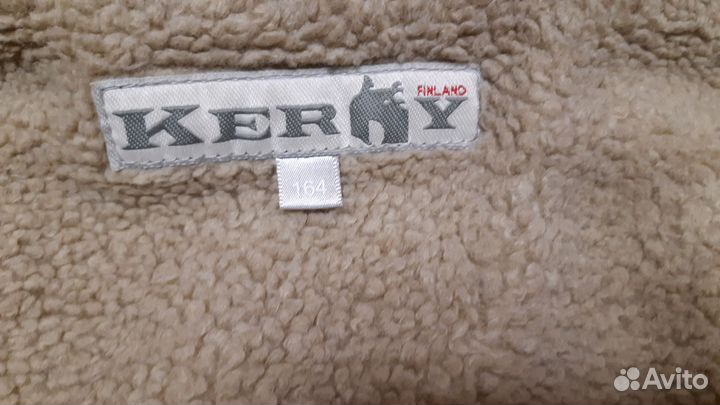 KERRY
FINLAND
164
Avito